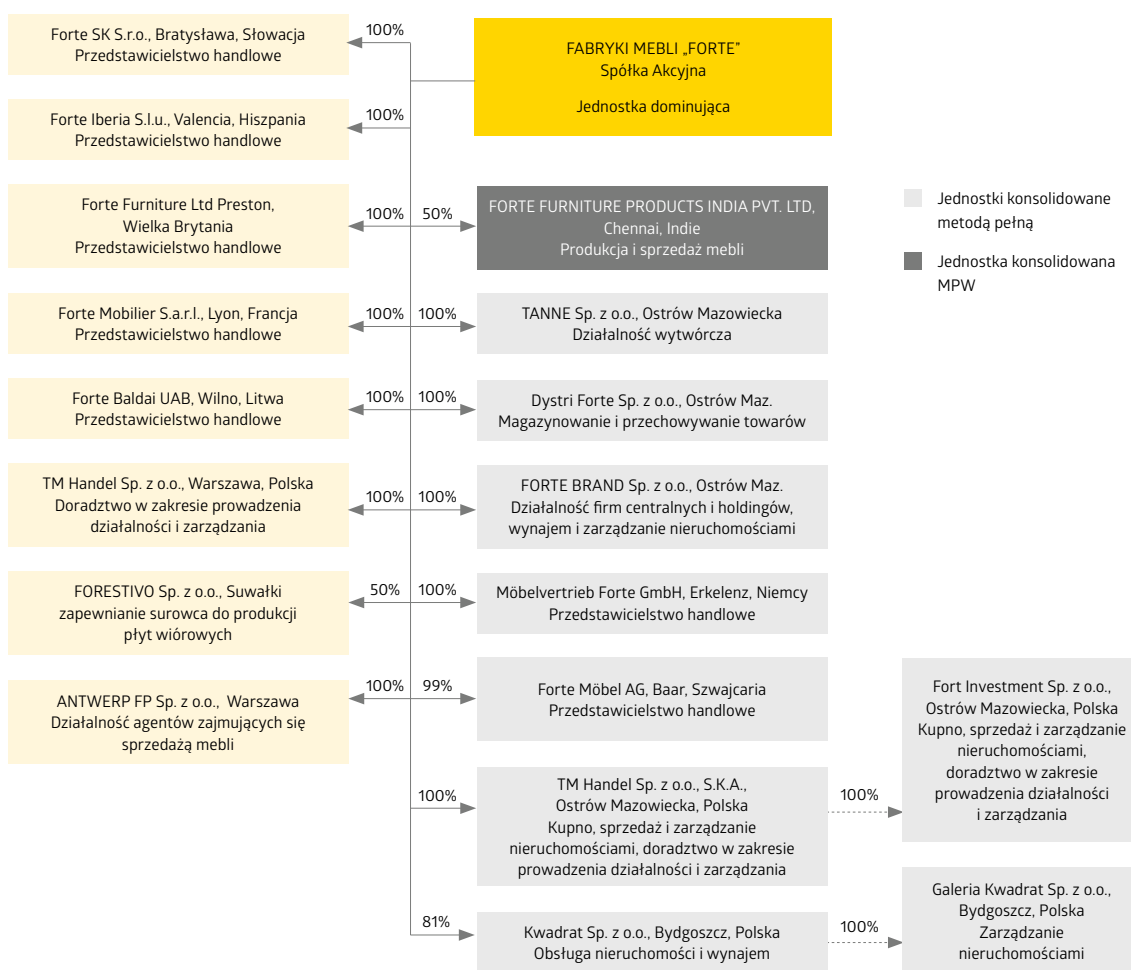 Forte SK S.r.o., Bratysława, Słowacja
Przedstawicielstwo handlowe
100%
FABRYKI MEBLI „FORTE”
Spółka Akcyjna
Jednostka dominująca
Forte Iberia S.l.u., Valencia, Hiszpania
Przedstawicielstwo handlowe
100%
Forte Furniture Ltd Preston,
Wielka Brytania
Przedstawicielstwo handlowe
100%
50%
FORTE FURNITURE PRODUCTS INDIA PVT. LTD,
Chennai, Indie
Produkcja i sprzedaż mebli
Jednostki konsolidowane
metodą pełną
Jednostka konsolidowana
MPW
Forte Mobilier S.a.r.l., Lyon, Francja
Przedstawicielstwo handlowe
100%
100%
TANNE Sp. z o.o., Ostrów Mazowiecka
Działalność wytwórcza
Forte Baldai UAB, Wilno, Litwa
Przedstawicielstwo handlowe
100%
100%
Dystri Forte Sp. z o.o., Ostrów Maz.
Magazynowanie i przechowywanie towarów
TM Handel Sp. z o.o., Warszawa, Polska
Doradztwo w zakresie prowadzenia
działalności i zarządzania
100%
100%
FORTE BRAND Sp. z o.o., Ostrów Maz.
Działalność firm centralnych i holdingów,
wynajem i zarządzanie nieruchomościami
FORESTIVO Sp. z o.o., Suwałki
zapewnianie surowca do produkcji
płyt wiórowych
50%
100%
Möbelvertrieb Forte GmbH, Erkelenz, Niemcy
Przedstawicielstwo handlowe
ANTWERP FP Sp. z o.o., Warszawa
Działalność agentów zajmujących się
sprzedażą mebli
100%
99%
Forte Möbel AG, Baar, Szwajcaria
Przedstawicielstwo handlowe
100%
TM Handel Sp. z o.o., S.K.A.,
Ostrów Mazowiecka, Polska
Kupno, sprzedaż i zarządzanie
nieruchomościami, doradztwo w zakresie
prowadzenia działalności i zarządzania
100%
Fort Investment Sp. z o.o.,
Ostrów Mazowiecka, Polska
Kupno, sprzedaż i zarządzanie
nieruchomościami,
doradztwo w zakresie
prowadzenia działalności
i zarządzania
81%
Kwadrat Sp. z o.o., Bydgoszcz, Polska
Obsługa nieruchomości i wynajem
100%
Galeria Kwadrat Sp. z o.o.,
Bydgoszcz, Polska
Zarządzanie
nieruchomościami